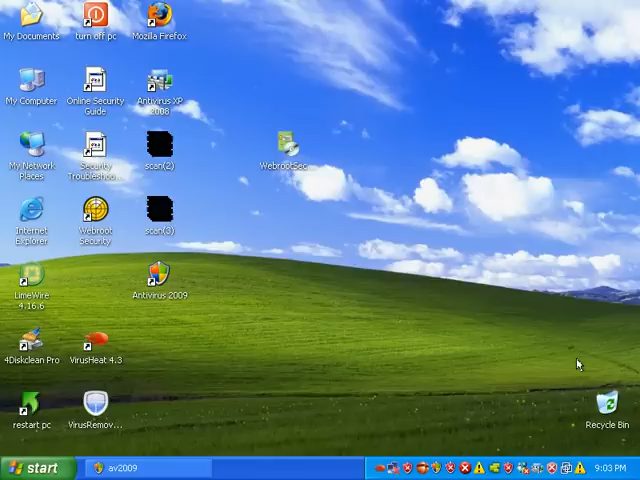 My Documents
turn off pc
Mozilla Firefox
My Computer
Online Security
Guide
Antivirus XP
2008
My Network
Places
Security
Troubleshoo...
scan(2)
WebrootSec...
Internet
Explorer
Webroot
Security
scan(3)
LimeWire
4.16.6
Antivirus 2009
4Diskclean Pro
VirusHeat 4.3
restart pc
VirusRemov...
Recycle Bin
start
av2009
9:03 PM